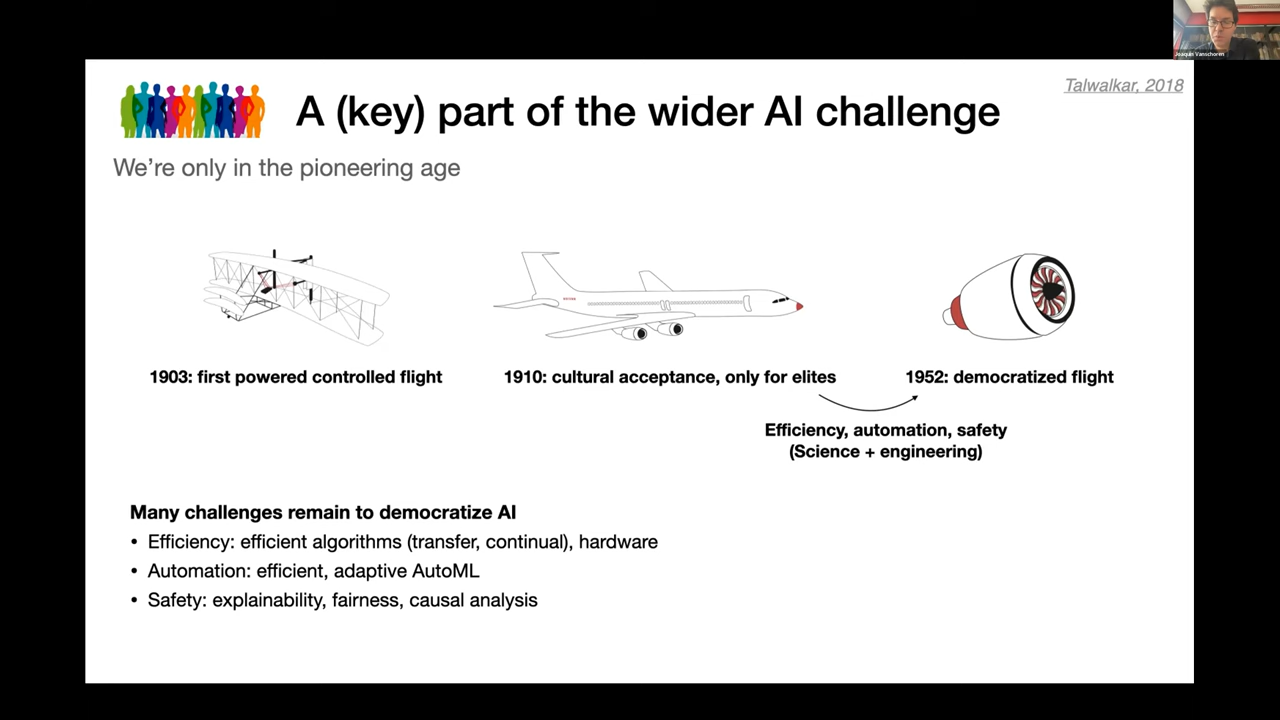 Joaquin Vanschoren
Talwalkar, 2018
A (key) part of the wider AI challenge
We're only in the pioneering age
1903: first powered controlled flight
1910: cultural acceptance, only for elites
1952: democratized flight
Efficiency, automation, safety
(Science + engineering)
Many challenges remain to democratize AI
• Efficiency: efficient algorithms (transfer, continual), hardware
• Automation: efficient, adaptive AutoML
• Safety: explainability, fairness, causal analysis